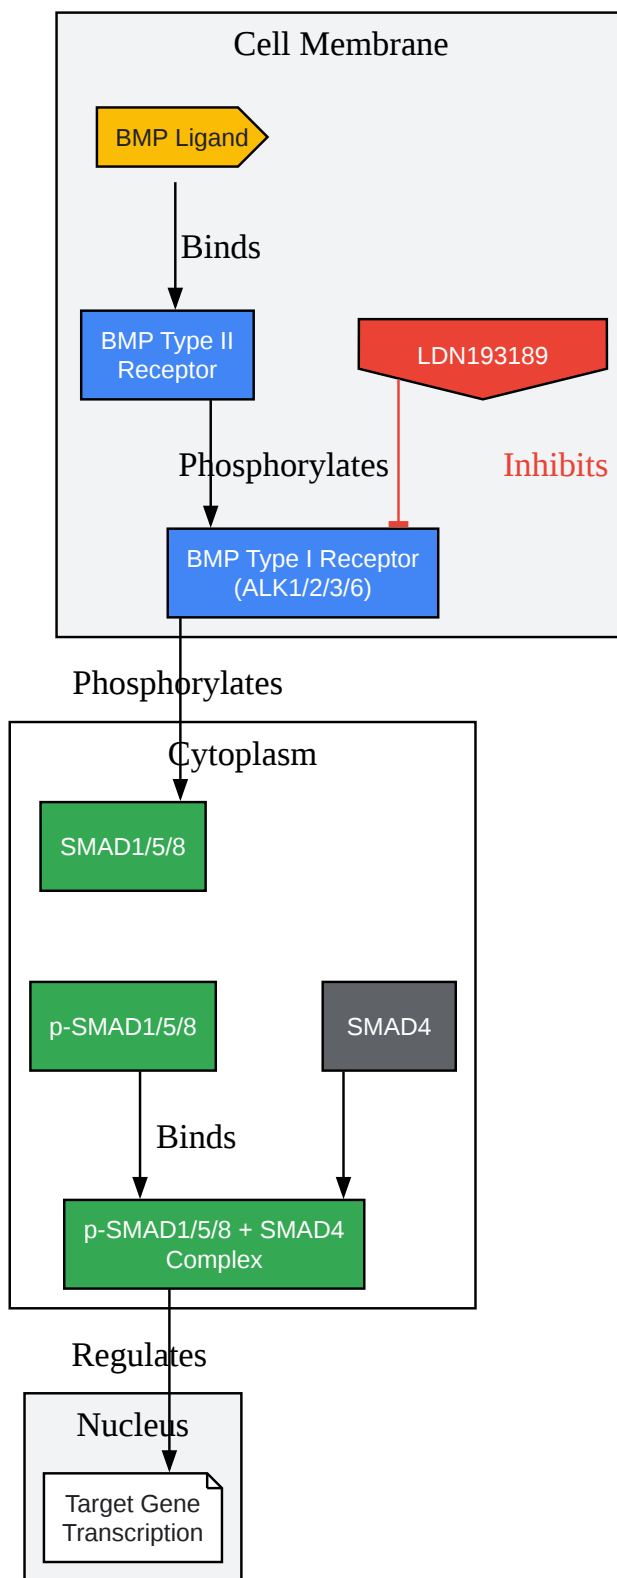 Cell Membrane
BMP Ligand
Binds
BMP Type II
Receptor
LDN193189
Phosphorylates
Inhibits
BMP Type I Receptor
(ALK1/2/3/6)
Phosphorylates
Cytoplasm
SMAD1/5/8
p-SMAD1/5/8
SMAD4
Binds
p-SMAD1/5/8 + SMAD4
Complex
Regulates
Nucleus
Target Gene
Transcription